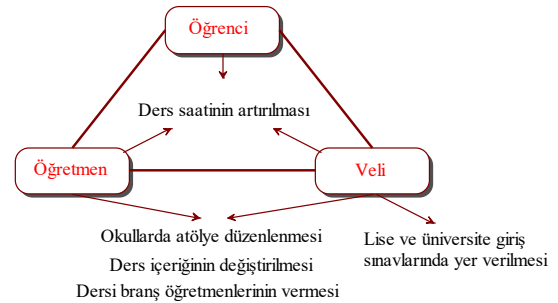 Öğrenci
Ders saatinin artırılması
Öğretmen
Veli
Okullarda atölye düzenlenmesi
Ders içeriğinin değiştirilmesi
Dersi branş öğretmenlerinin vermesi
Lise ve üniversite giriş
sınavlarında yer verilmesi